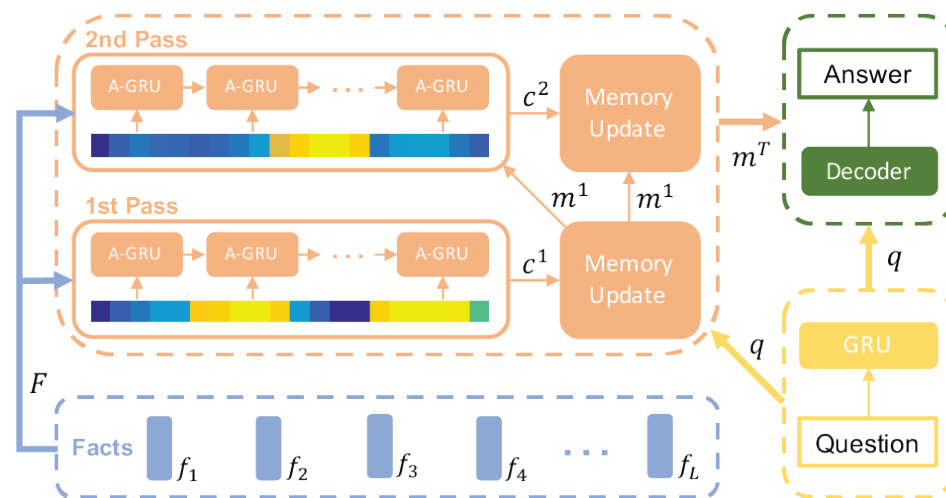 2nd Pass
A-GRU
A-GRU
. . .
A-GRU
c²
Memory
Update
m¹
m¹
1st Pass
A-GRU
A-GRU
. . .
A-GRU
c¹
Memory
Update
mᵀ
Answer
Decoder
q
q
GRU
Question
F
Facts
f₁
f₂
f₃
f₄
. . .
f_L